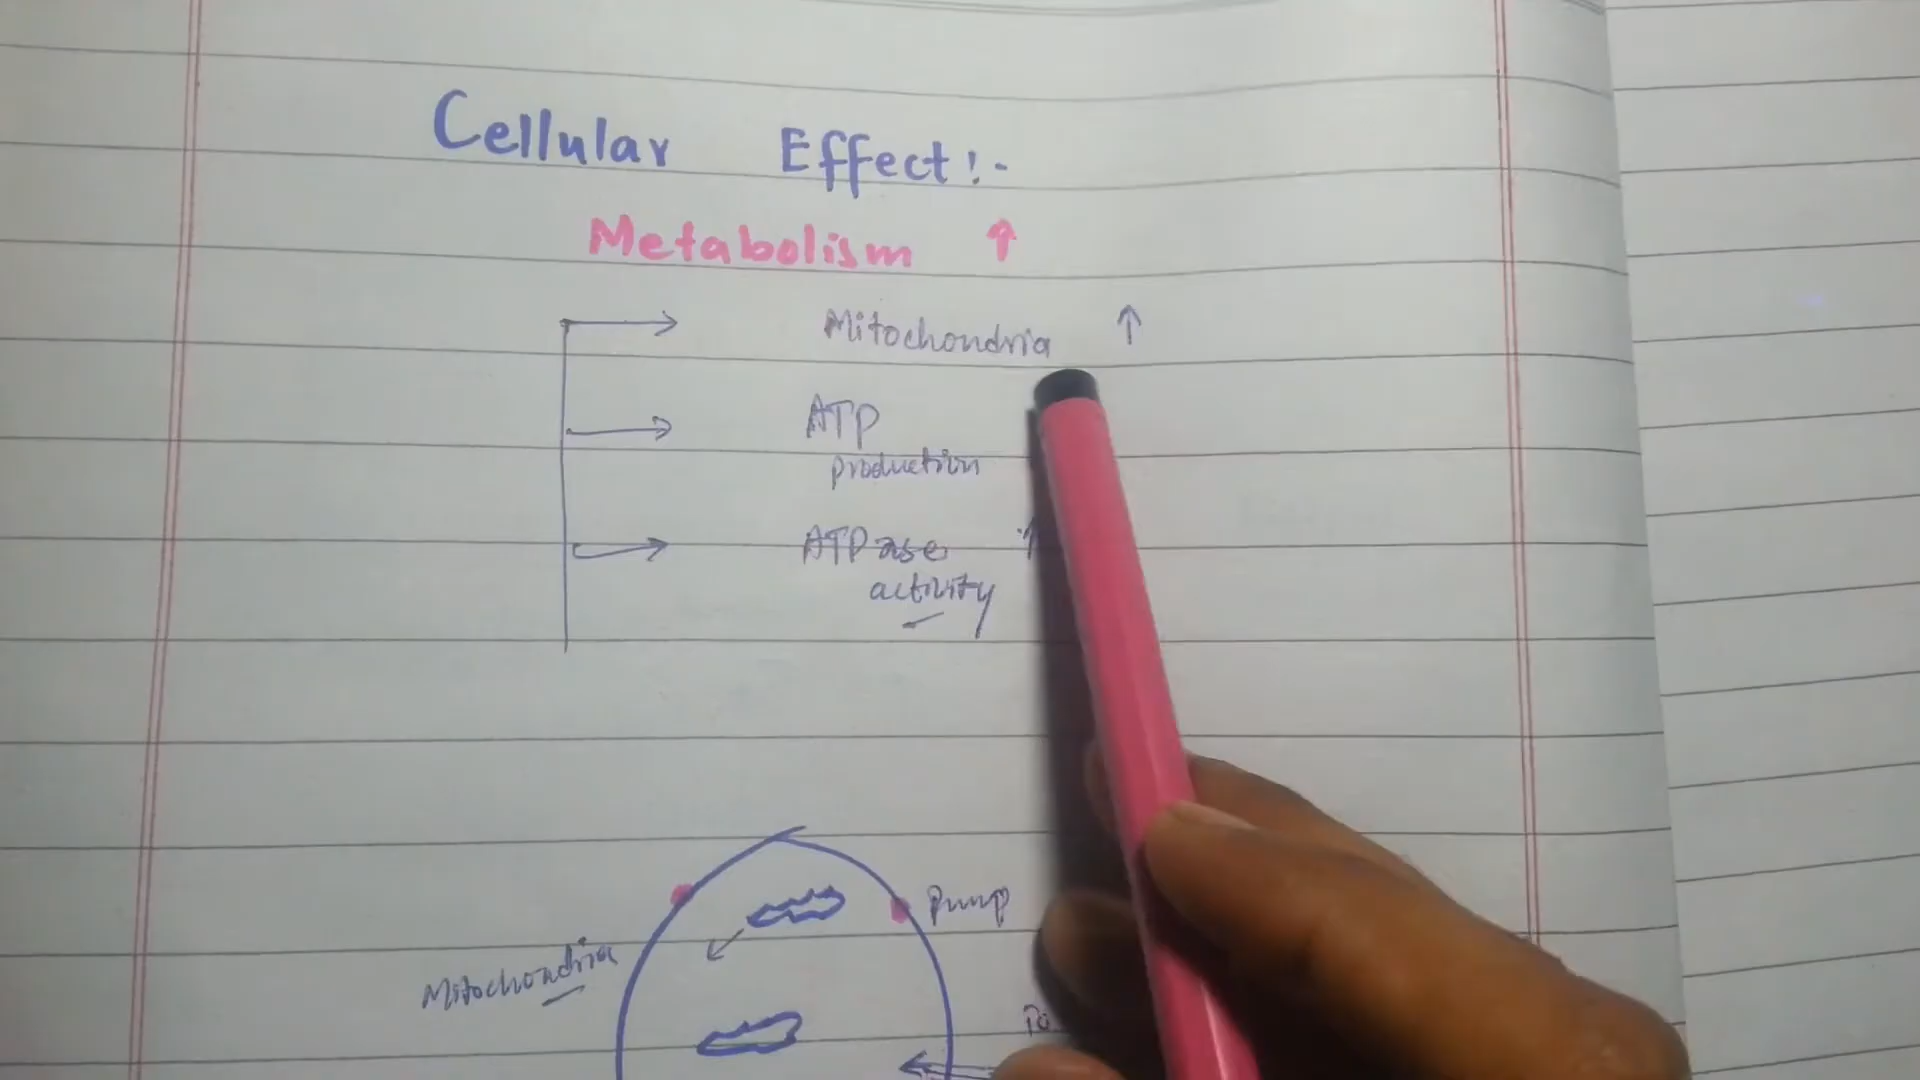 Cellular Effect:-
Metabolism ↑
Mitochondria ↑
ATP
production
ATPase ↑
activity
Pump
Mitochondria